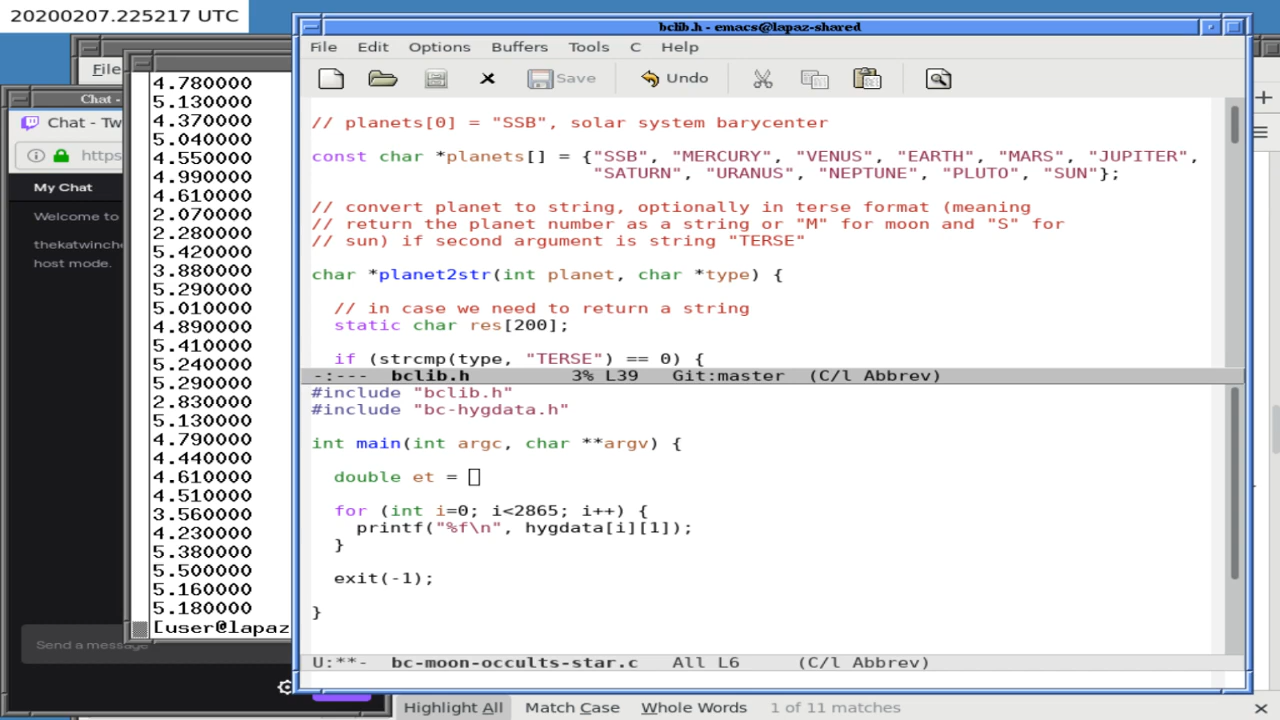 20200207.225217 UTC
bclib.h - emacs@lapaz-shared
File Edit Options Buffers Tools C Help
Save Undo
// planets[0] = "SSB", solar system barycenter
const char *planets[] = {"SSB", "MERCURY", "VENUS", "EARTH", "MARS", "JUPITER",
"SATURN", "URANUS", "NEPTUNE", "PLUTO", "SUN"};
// convert planet to string, optionally in terse format (meaning
// return the planet number as a string or "M" for moon and "S" for
// sun) if second argument is string "TERSE"
char *planet2str(int planet, char *type) {
// in case we need to return a string
static char res[200];
if (strcmp(type, "TERSE") == 0) {
-:--- bclib.h 3% L39 Git:master (C/l Abbrev)
#include "bclib.h"
#include "bc-hygdata.h"
int main(int argc, char **argv) {
double et =
for (int i=0; i<2865; i++) {
printf("%f\n", hygdata[i][1]);
}
exit(-1);
}
U:**- bc-moon-occults-star.c All L6 (C/l Abbrev)
File
4.780000
5.130000
4.370000
5.040000
4.550000
4.990000
4.610000
2.070000
2.280000
5.420000
3.880000
5.290000
5.010000
4.890000
5.410000
5.240000
5.290000
2.830000
5.130000
4.790000
4.440000
4.610000
4.510000
3.560000
4.230000
5.380000
5.500000
5.160000
5.180000
[user@lapaz
Chat -
Chat - Tw
https
My Chat
Welcome to
thekatwinche
host mode.
Send a message
Highlight All Match Case Whole Words 1 of 11 matches